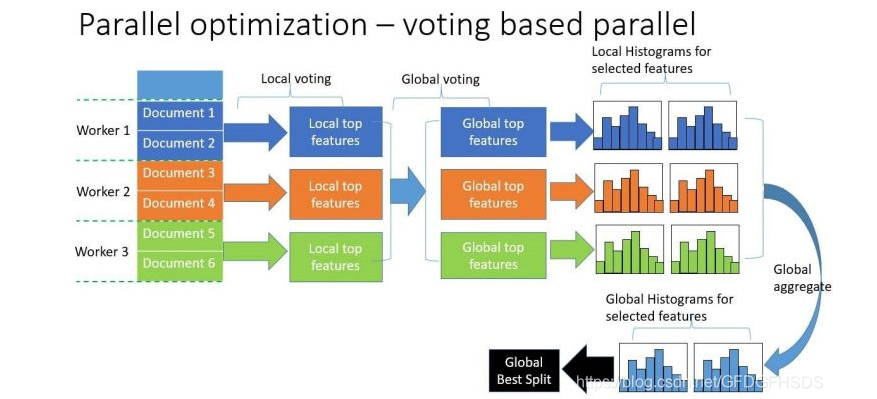 Parallel optimization – voting based parallel
Local Histograms for
selected features
Local voting
Global voting
Worker 1
Document 1
Document 2
Local top
features
Global top
features
Worker 2
Document 3
Document 4
Local top
features
Global top
features
Worker 3
Document 5
Document 6
Local top
features
Global top
features
Global
aggregate
Global Histograms for
selected features
Global
Best Split
https://blog.csdn.net/GFDGFHSDS